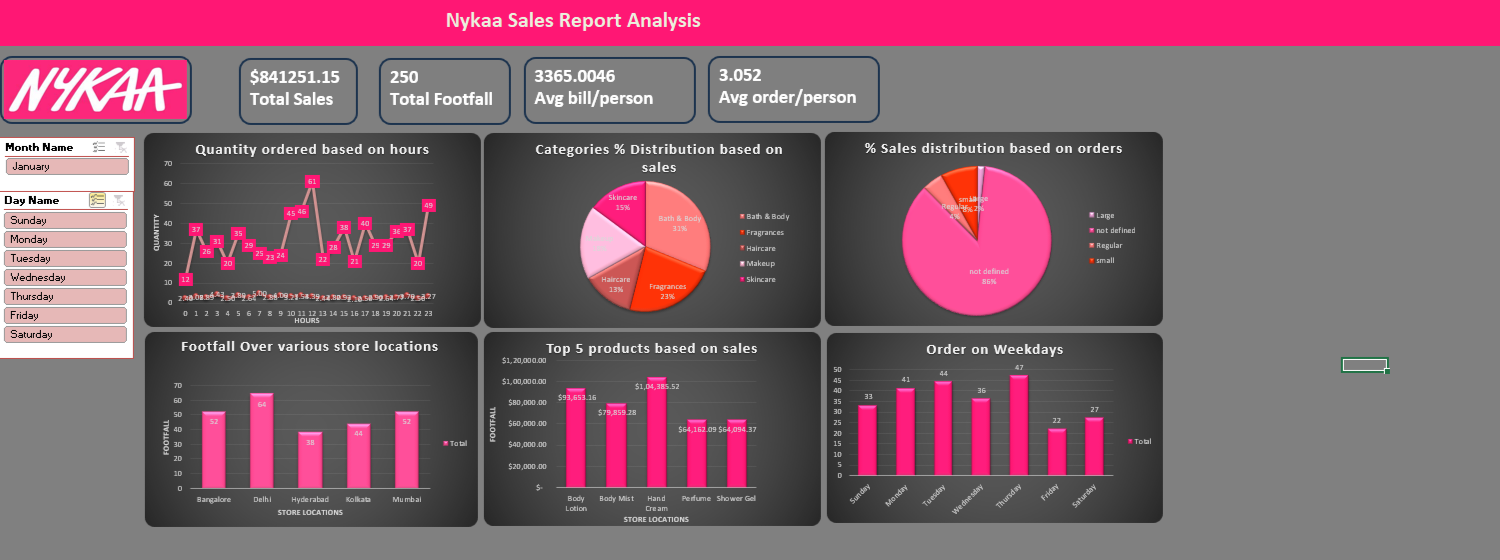 Nykaa Sales Report Analysis
NYKAA
$841251.15
Total Sales
250
Total Footfall
3365.0046
Avg bill/person
3.052
Avg order/person
Month Name
January
Day Name
Sunday
Monday
Tuesday
Wednesday
Thursday
Friday
Saturday
Quantity ordered based on hours
70
60
50
40
30
20
10
0
QUANTITY
12
37
26
31
20
35
29
25
23
24
45
46
61
22
28
38
21
40
29
29
36
37
20
49
0 1 2 3 4 5 6 7 8 9 10 11 12 13 14 15 16 17 18 19 20 21 22 23
HOURS
Categories % Distribution based on
sales
Skincare
15%
Bath & Body
31%
Haircare
13%
Fragrances
23%
Bath & Body
Fragrances
Haircare
Makeup
Skincare
% Sales distribution based on orders
small
Large
2%
Regular
4%
not defined
86%
Large
not defined
Regular
small
Footfall Over various store locations
70
60
50
40
30
20
10
0
FOOTFALL
52
64
38
44
52
Bangalore Delhi Hyderabad Kolkata Mumbai
STORE LOCATIONS
Total
Top 5 products based on sales
$1,20,000.00
$1,00,000.00
$80,000.00
$60,000.00
$40,000.00
$20,000.00
$-
FOOTFALL
$93,653.16
$79,859.28
$1,04,385.52
$64,162.09
$64,094.37
Body Body Mist Hand Perfume Shower Gel
Lotion Cream
STORE LOCATIONS
Order on Weekdays
50
45
40
35
30
25
20
15
10
5
0
33
41
44
36
47
22
27
Sunday
Monday
Tuesday
Wednesday
Thursday
Friday
Saturday
Total